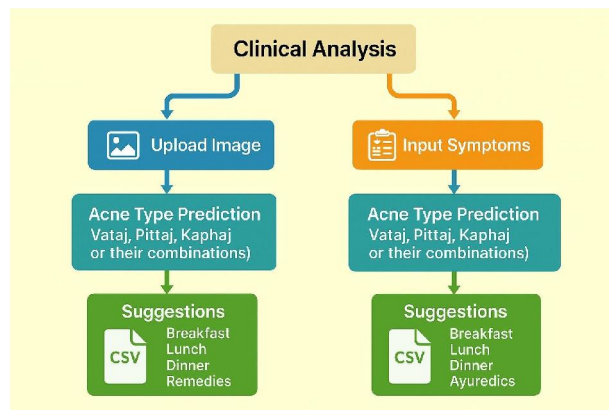 Clinical Analysis
Upload Image
Input Symptoms
Acne Type Prediction
Vataj, Pittaj, Kaphaj
or their combinations)
Acne Type Prediction
Vataj, Pittaj, Kaphaj
or their combinations)
Suggestions
CSV
Breakfast
Lunch
Dinner
Remedies
Suggestions
CSV
Breakfast
Lunch
Dinner
Ayuredics